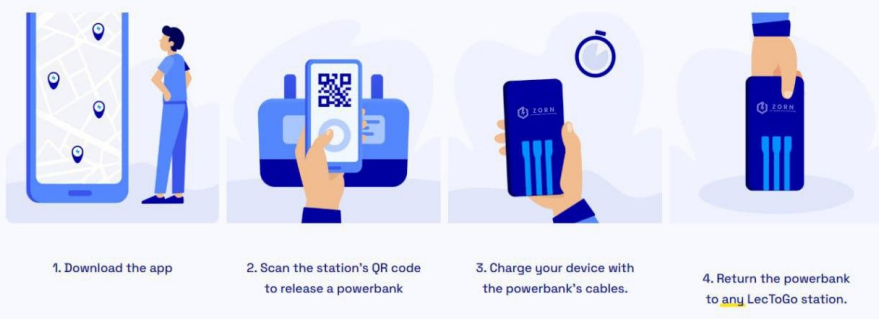 ZORN
ZORN
1. Download the app
2. Scan the station's QR code
to release a powerbank
3. Charge your device with
the powerbank's cables.
4. Return the powerbank
to any LecToGo station.